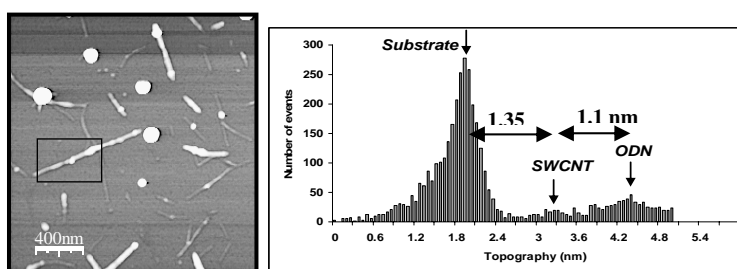 400nm
Substrate
1.35
1.1 nm
SWCNT
ODN
Number of events
300
250
200
150
100
50
0
0 0.6 1.2 1.8 2.4 3 3.6 4.2 4.8 5.4
Topography (nm)